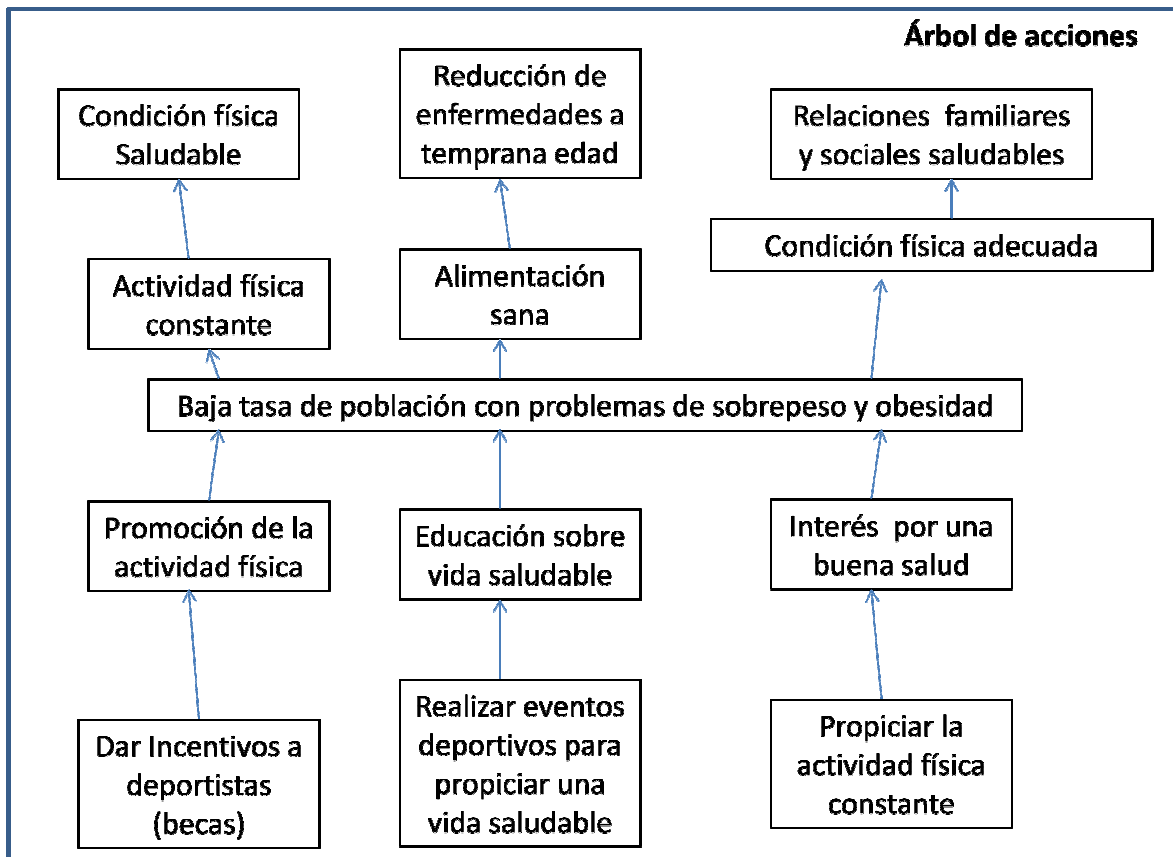 Árbol de acciones
Condición física
Saludable
Reducción de
enfermedades a
temprana edad
Relaciones familiares
y sociales saludables
Condición física adecuada
Actividad física
constante
Alimentación
sana
Baja tasa de población con problemas de sobrepeso y obesidad
Promoción de la
actividad física
Educación sobre
vida saludable
Interés por una
buena salud
Dar Incentivos a
deportistas
(becas)
Realizar eventos
deportivos para
propiciar una
vida saludable
Propiciar la
actividad física
constante